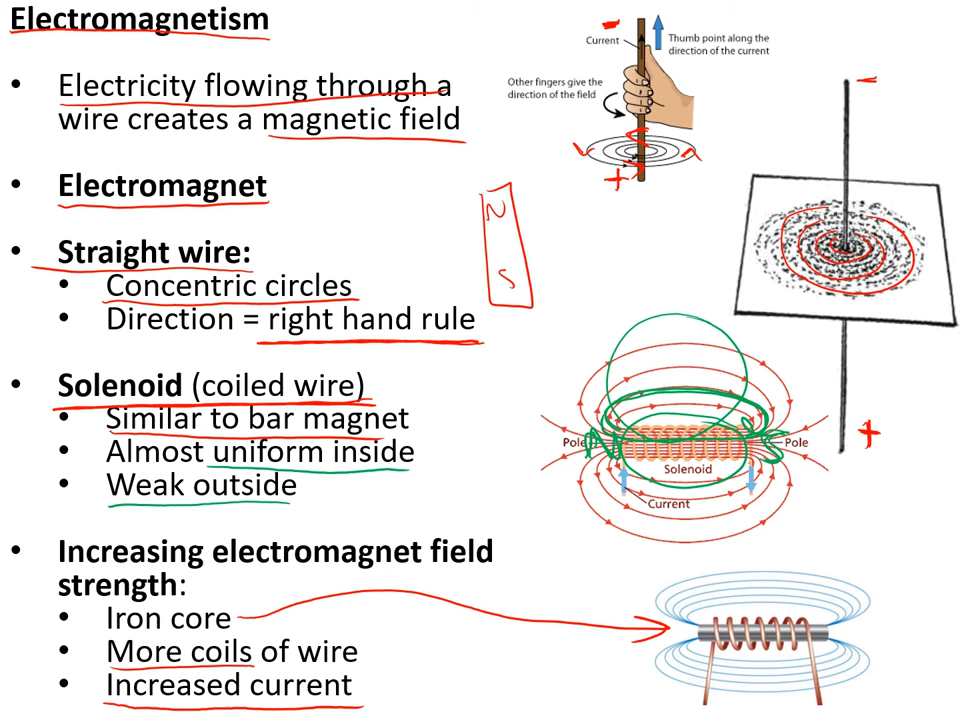 Electromagnetism
• Electricity flowing through a
wire creates a magnetic field
• Electromagnet
• Straight wire:
• Concentric circles
• Direction = right hand rule
• Solenoid (coiled wire)
• Similar to bar magnet
• Almost uniform inside
• Weak outside
• Increasing electromagnet field
strength:
• Iron core
• More coils of wire
• Increased current
−
Current
Thumb point along the
direction of the current
Other fingers give the
direction of the field
+
−
+
N
S
Pole
N
S
Pole
Solenoid
Current